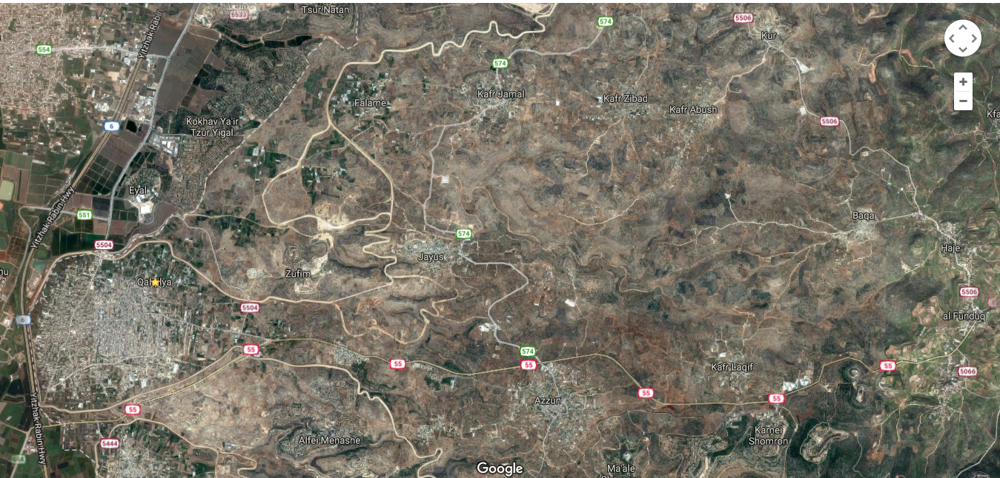 Tsur Natan
5533
574
5506
Yitzhak Rabin
554
Kur
574
Kafr Jamal
Falame
Kafr Zibad
Kafr Abush
Kokhav Ya'ir
Tzur Yigal
6
5506
Kfa
Eyal
Yitzhak Rabin Hwy
551
Baqa
5504
574
Haje
Jayus
Zufim
Qalqilya
5506
5504
al Funduq
6
55
574
55
55
55
Kafr Laqif
5066
55
55
Azzun
55
Yitzhak Rabin Hwy
Karnei
Shomron
Alfei Menashe
5444
Google
Ma'ale